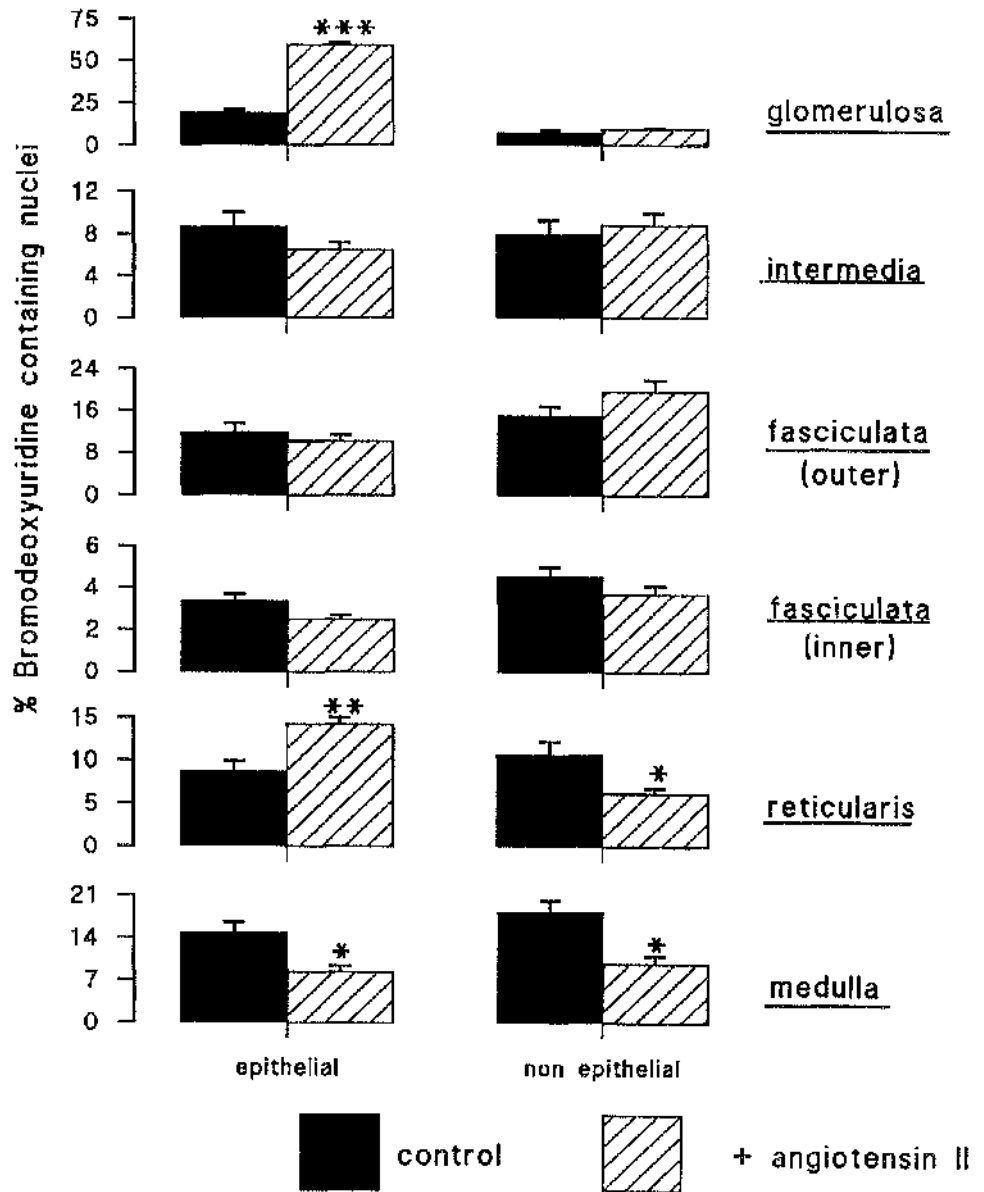 % Bromodeoxyuridine containing nuclei
75
50
25
0
***
glomerulosa
12
8
4
0
intermedia
24
16
8
0
fasciculata
(outer)
6
4
2
0
fasciculata
(inner)
15
10
5
0
**
*
reticularis
21
14
7
0
*
*
medulla
epithelial
non epithelial
control
+ angiotensin II